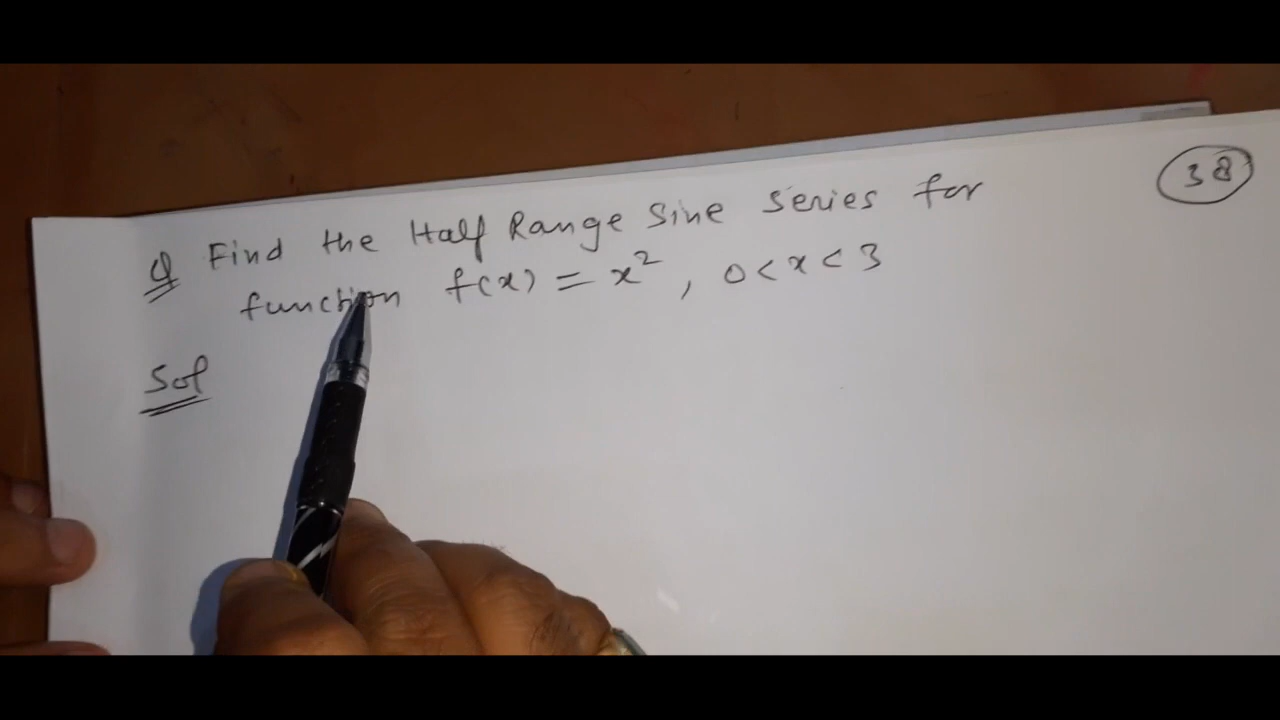 38
Q Find the Half Range Sine Series for
function f(x) = x², 0<x<3
Sol